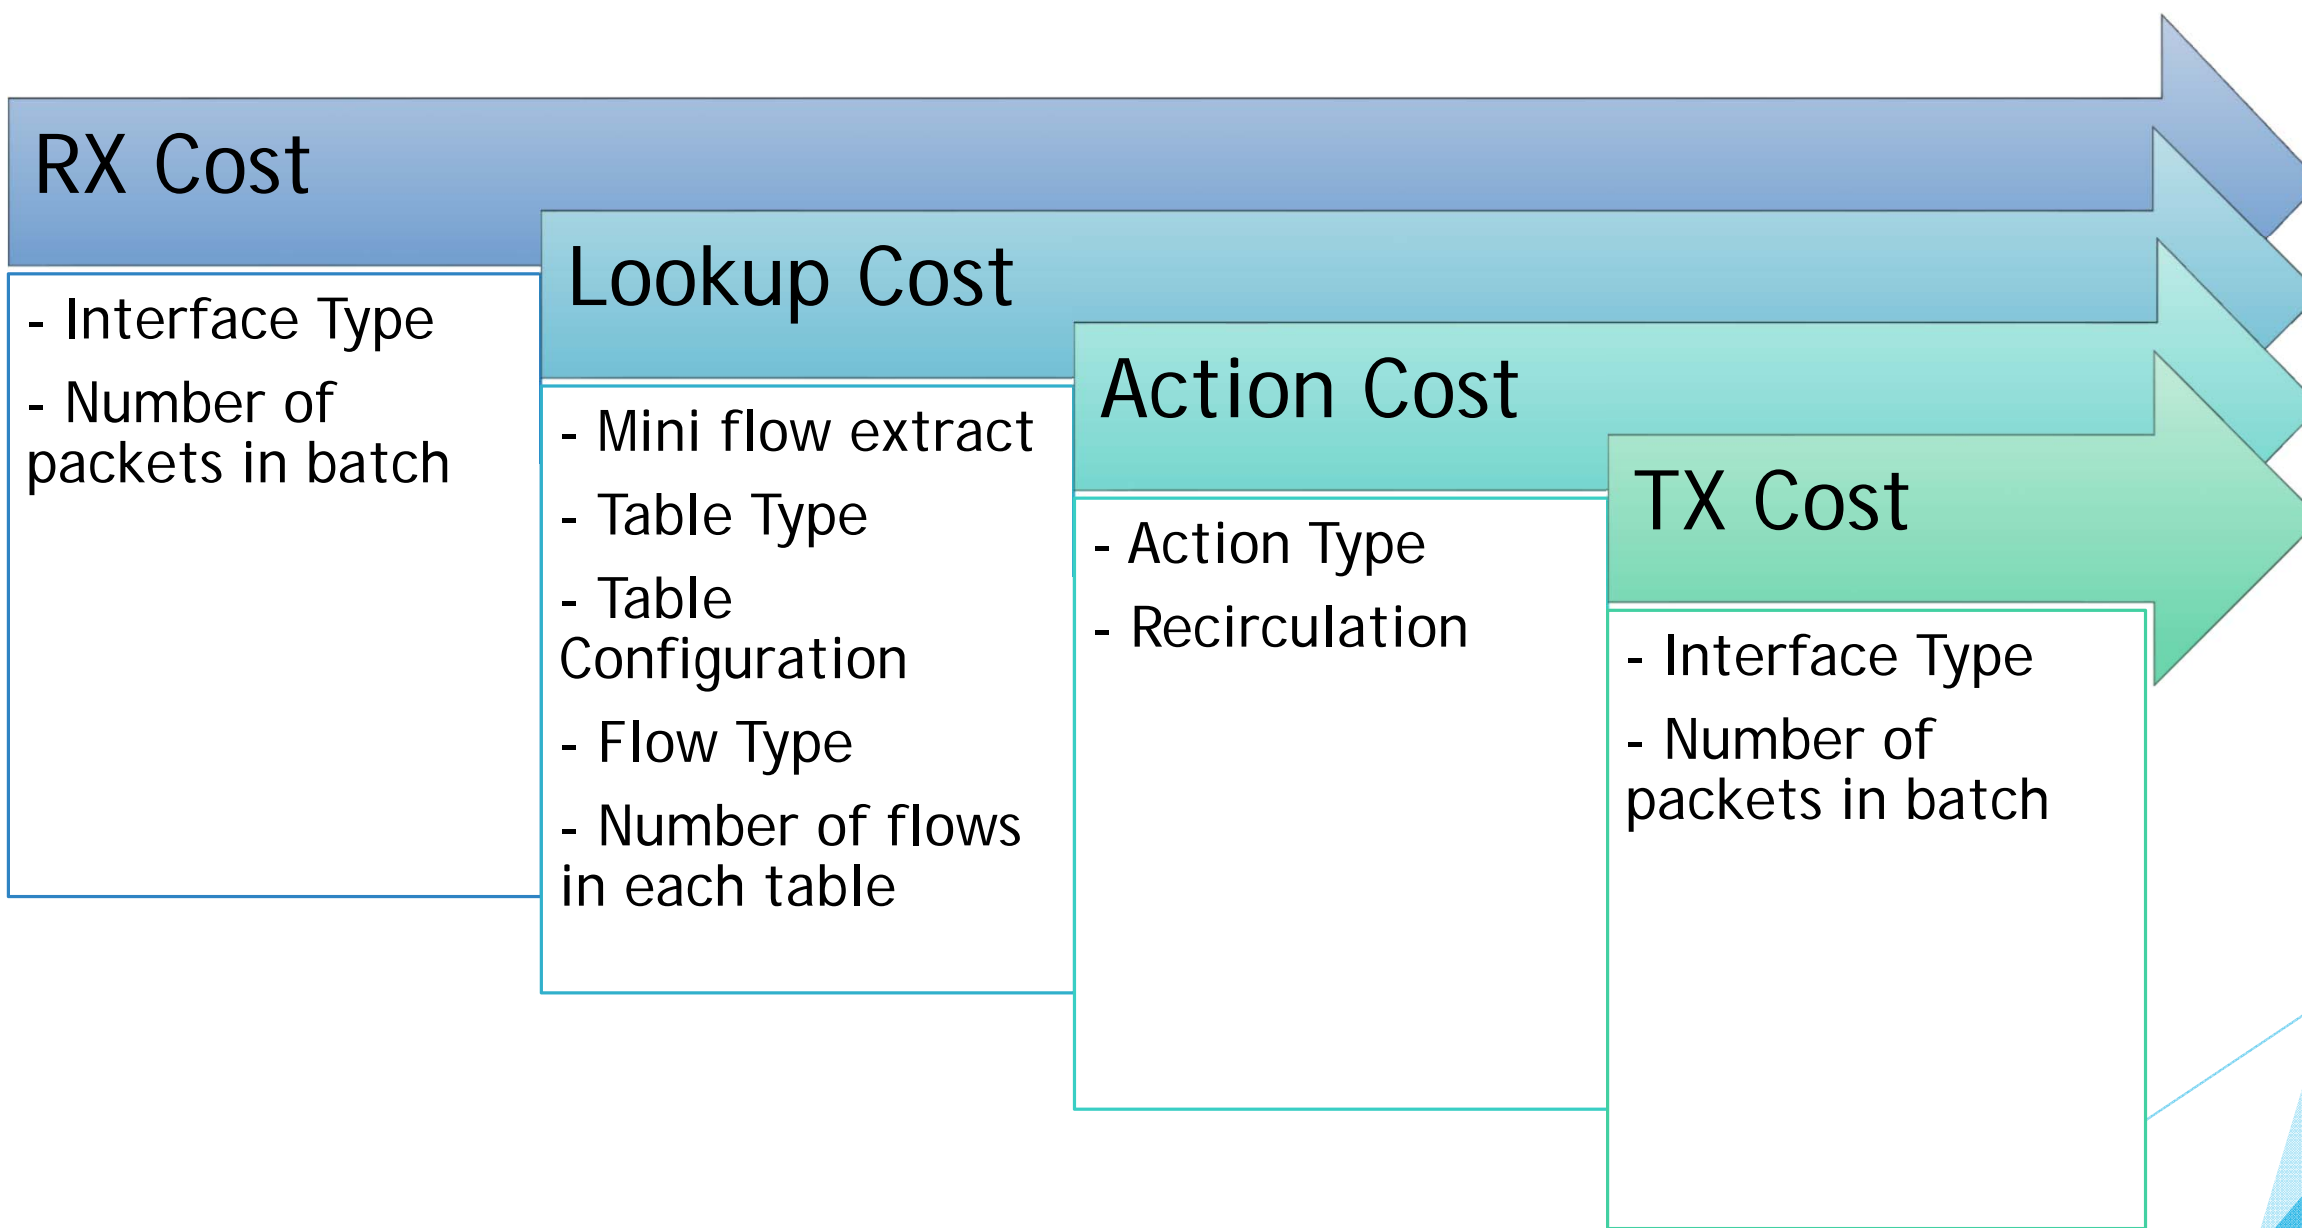 RX Cost
- Interface Type
- Number of
packets in batch
Lookup Cost
- Mini flow extract
- Table Type
- Table
Configuration
- Flow Type
- Number of flows
in each table
Action Cost
- Action Type
- Recirculation
TX Cost
- Interface Type
- Number of
packets in batch